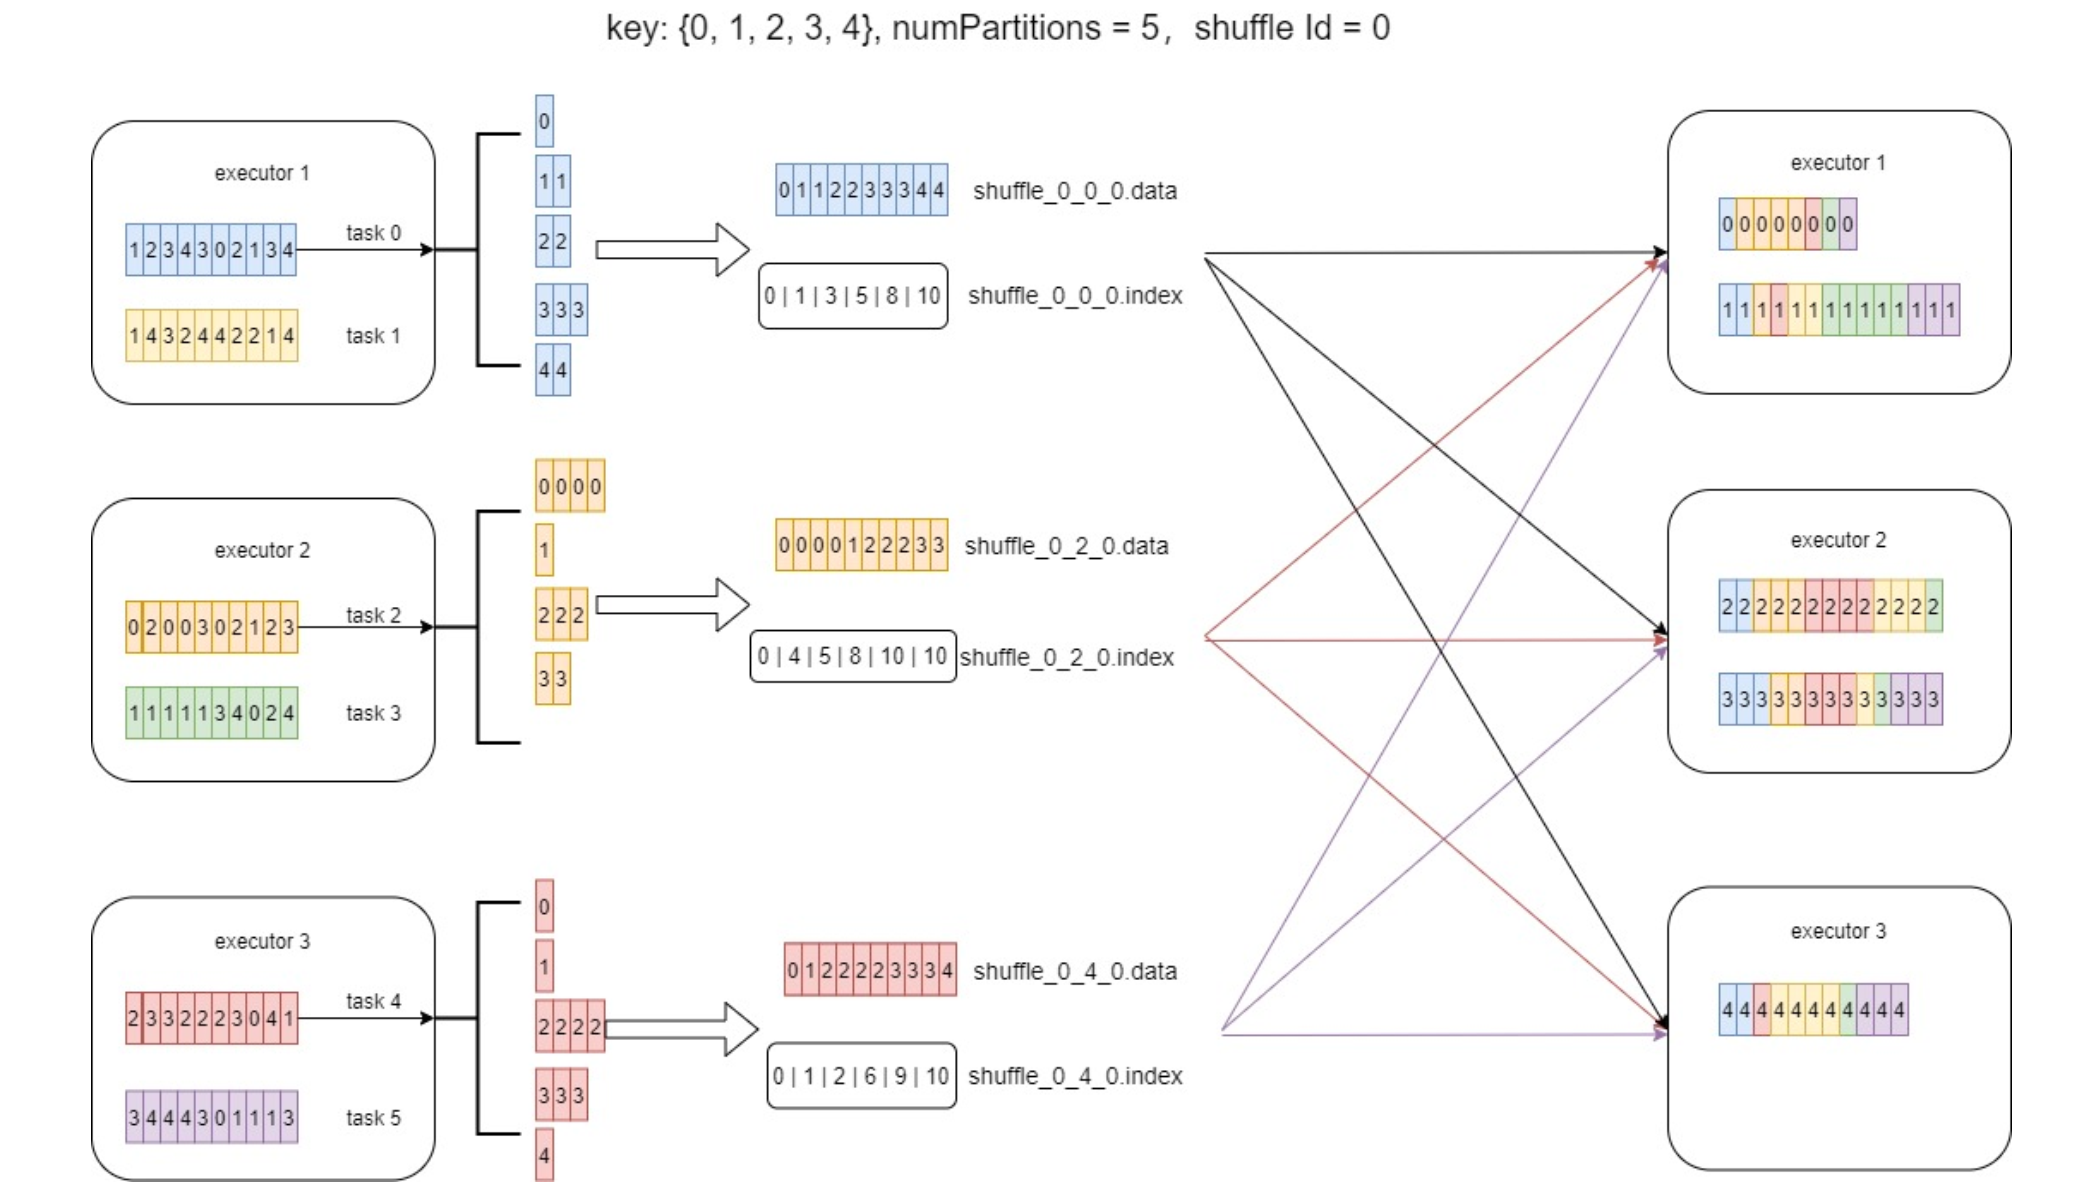 key: {0, 1, 2, 3, 4}, numPartitions = 5, shuffle Id = 0
executor 1
1 2 3 4 3 0 2 1 3 4
task 0
1 4 3 2 4 4 2 2 1 4
task 1
0
1 1
2 2
3 3 3
4 4
0 1 1 2 2 3 3 3 4 4
shuffle_0_0_0.data
0 | 1 | 3 | 5 | 8 | 10
shuffle_0_0_0.index
executor 2
0 2 0 0 3 0 2 1 2 3
task 2
1 1 1 1 1 3 4 0 2 4
task 3
0 0 0 0
1
2 2 2
3 3
0 0 0 0 1 2 2 2 3 3
shuffle_0_2_0.data
0 | 4 | 5 | 8 | 10 | 10
shuffle_0_2_0.index
executor 3
2 3 3 2 2 2 3 0 4 1
task 4
3 4 4 4 3 0 1 1 1 3
task 5
0
1
2 2 2 2
3 3 3
4
0 1 2 2 2 2 3 3 3 4
shuffle_0_4_0.data
0 | 1 | 2 | 6 | 9 | 10
shuffle_0_4_0.index
executor 1
0 0 0 0 0 0 0 0
1 1 1 1 1 1 1 1 1 1 1 1 1 1
executor 2
2 2 2 2 2 2 2 2 2 2 2 2 2
3 3 3 3 3 3 3 3 3 3 3 3 3
executor 3
4 4 4 4 4 4 4 4 4 4 4